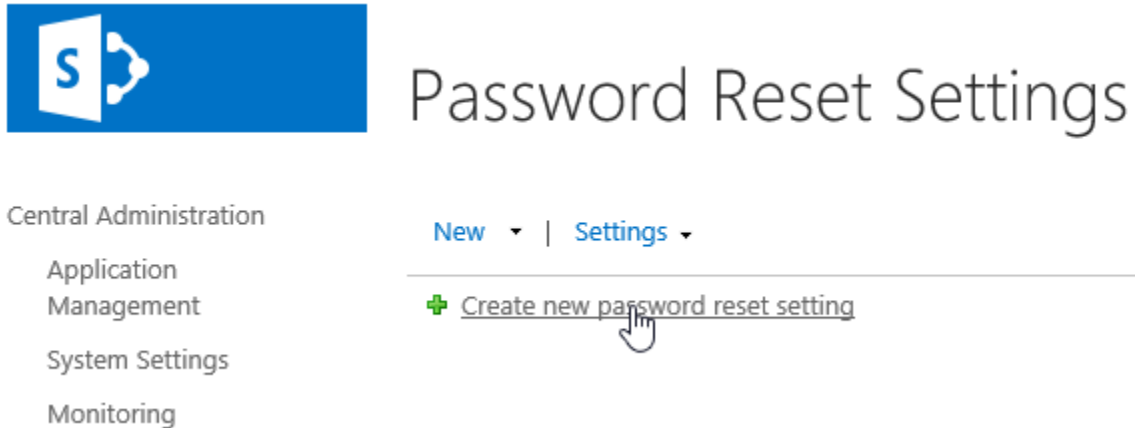 S
Password Reset Settings
Central Administration
New | Settings
Application
Management
Create new password reset setting
System Settings
Monitoring